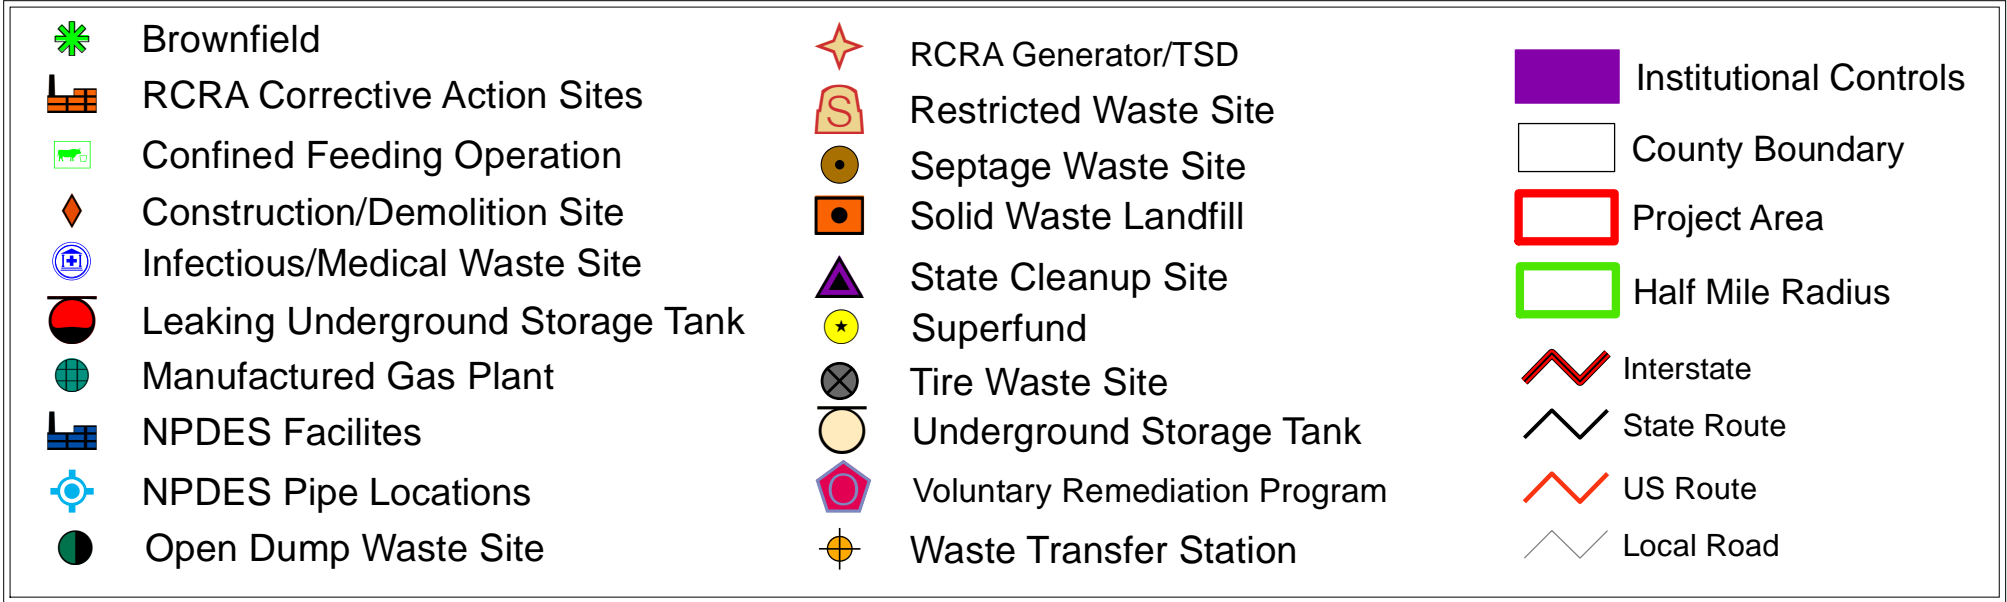 Brownfield
RCRA Corrective Action Sites
Confined Feeding Operation
Construction/Demolition Site
Infectious/Medical Waste Site
Leaking Underground Storage Tank
Manufactured Gas Plant
NPDES Facilites
NPDES Pipe Locations
Open Dump Waste Site
RCRA Generator/TSD
S
Restricted Waste Site
Septage Waste Site
Solid Waste Landfill
State Cleanup Site
Superfund
Tire Waste Site
Underground Storage Tank
O
Voluntary Remediation Program
Waste Transfer Station
Institutional Controls
County Boundary
Project Area
Half Mile Radius
Interstate
State Route
US Route
Local Road